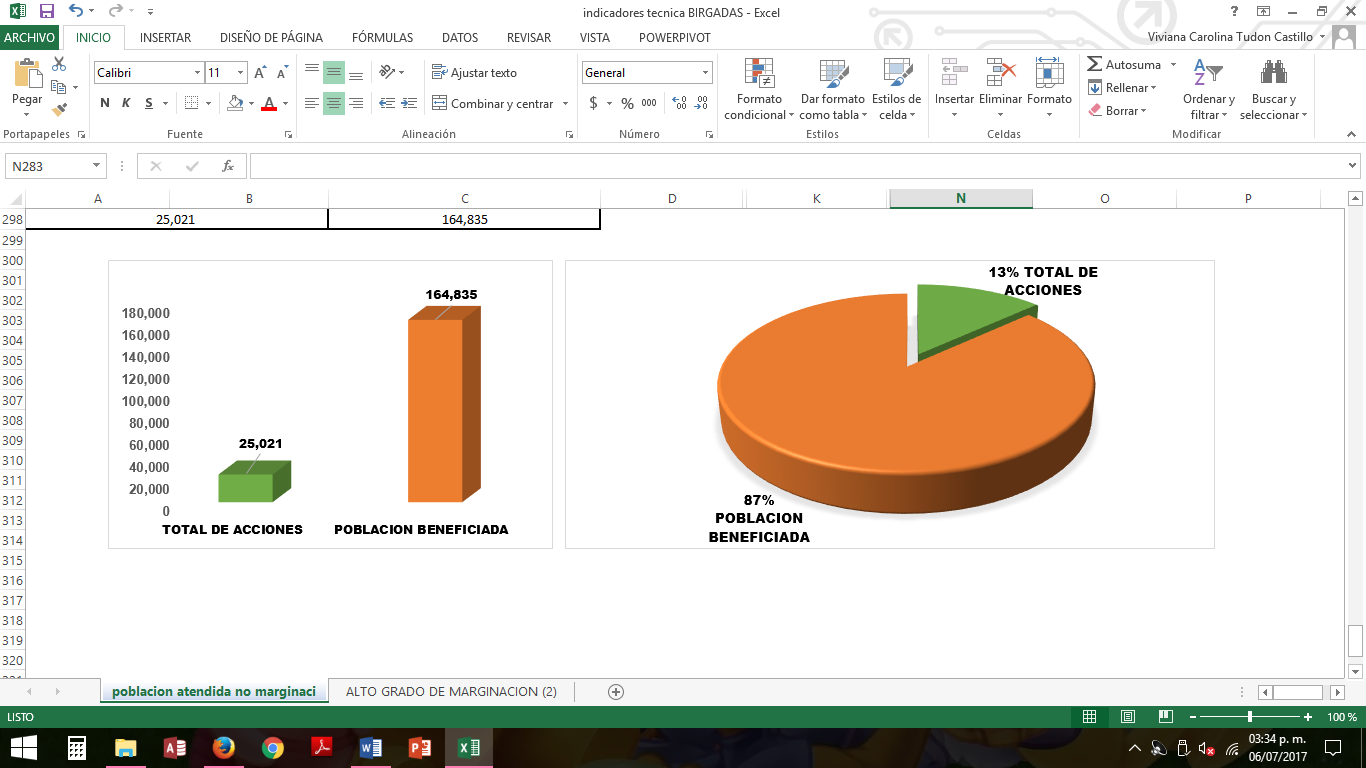 indicadores tecnica BIRGADAS - Excel
ARCHIVO INICIO INSERTAR DISEÑO DE PÁGINA FÓRMULAS DATOS REVISAR VISTA POWERPIVOT Viviana Carolina Tudon Castillo
Pegar
Portapapeles
Calibri 11
N K S
Fuente
Ajustar texto
Combinar y centrar
Alineación
General
$ % 000
Número
Formato condicional
Dar formato como tabla
Estilos de celda
Estilos
Insertar Eliminar Formato
Celdas
Autosuma
Rellenar
Borrar
Ordenar y filtrar
Buscar y seleccionar
Modificar
N283
fx
A B C D K N O P
298 25,021 164,835
299
300
301
302
303
304
305
306
307
308
309
310
311
312
313
314
315
316
317
318
319
320
180,000
160,000
140,000
120,000
100,000
80,000
60,000
40,000
20,000
0
25,021
164,835
TOTAL DE ACCIONES POBLACION BENEFICIADA
13% TOTAL DE
ACCIONES
87%
POBLACION
BENEFICIADA
poblacion atendida no marginaci ALTO GRADO DE MARGINACION (2)
LISTO 100 %
03:34 p. m.
06/07/2017